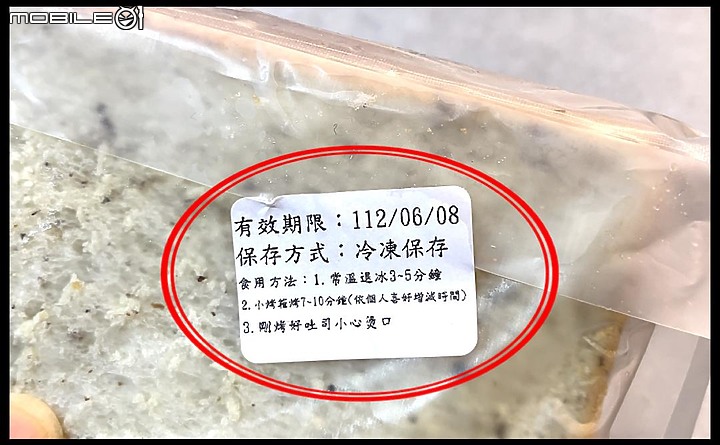 MOBILE01
有效期限：112/06/08
保存方式：冷凍保存
食用方法：1.常溫退冰3~5分鐘
2.小烤箱烤7~10分鐘(依個人喜好增減時間)
3.剛烤好吐司小心燙口